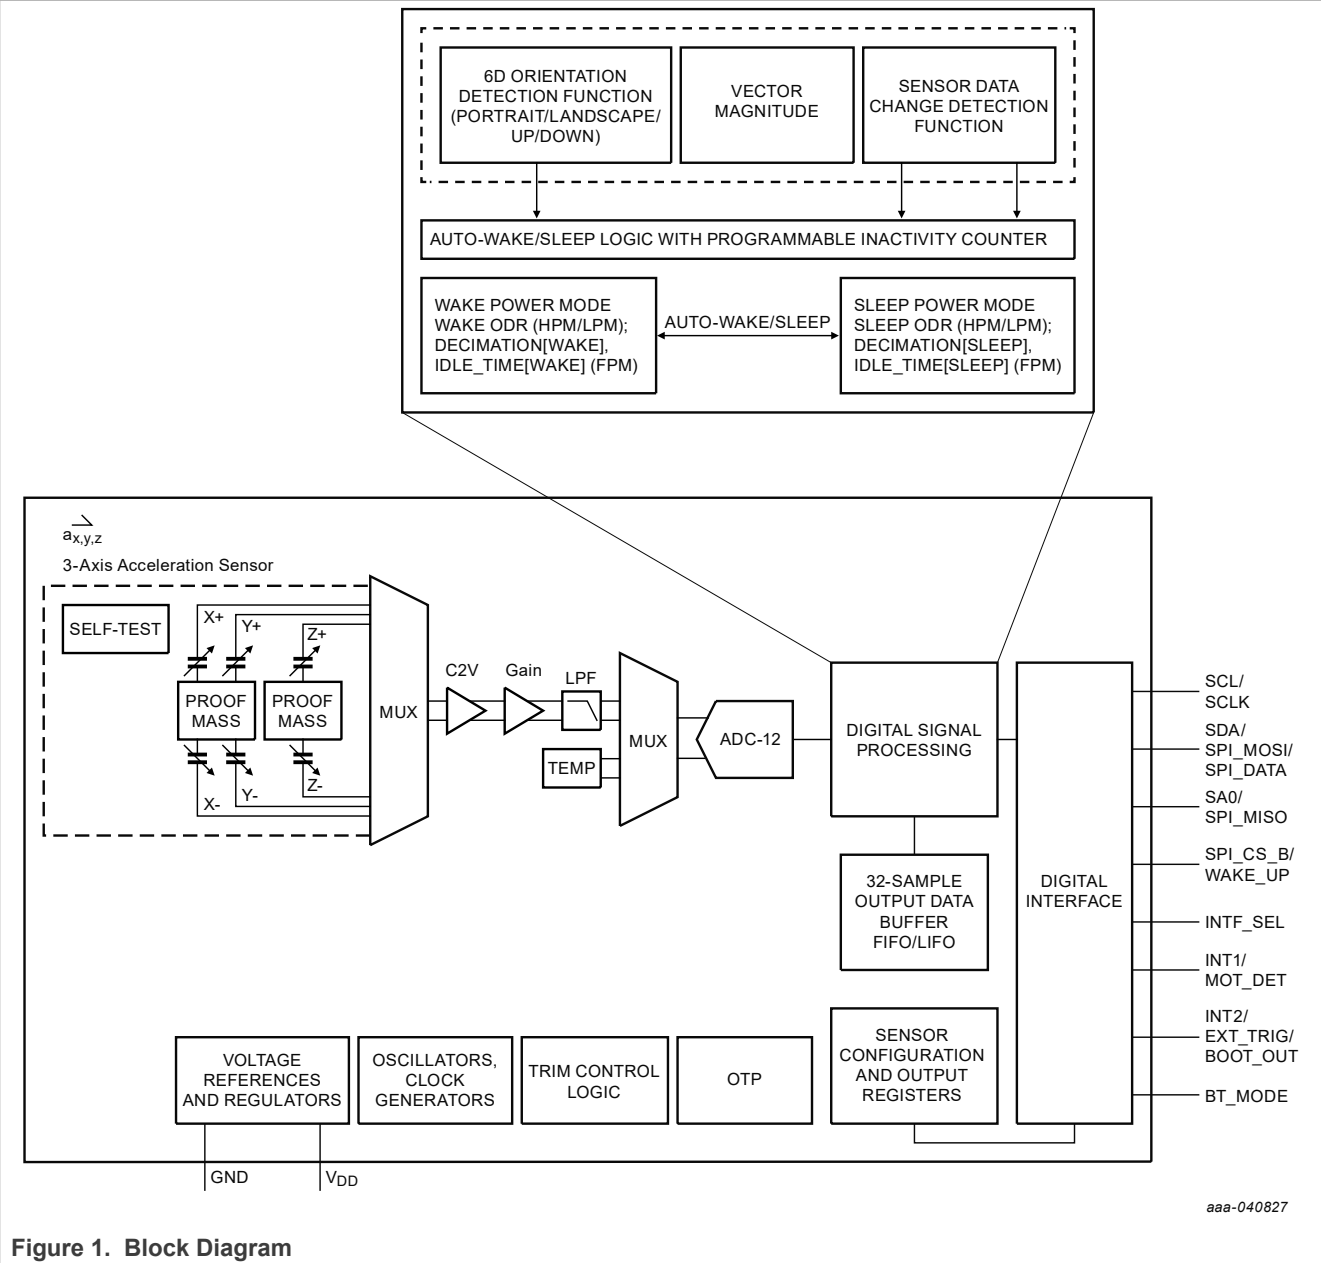 6D ORIENTATION
DETECTION FUNCTION
(PORTRAIT/LANDSCAPE/
UP/DOWN)
VECTOR
MAGNITUDE
SENSOR DATA
CHANGE DETECTION
FUNCTION
AUTO-WAKE/SLEEP LOGIC WITH PROGRAMMABLE INACTIVITY COUNTER
WAKE POWER MODE
WAKE ODR (HPM/LPM);
DECIMATION[WAKE],
IDLE_TIME[WAKE] (FPM)
AUTO-WAKE/SLEEP
SLEEP POWER MODE
SLEEP ODR (HPM/LPM);
DECIMATION[SLEEP],
IDLE_TIME[SLEEP] (FPM)
ax,y,z
3-Axis Acceleration Sensor
SELF-TEST
X+
Y+
Z+
PROOF
MASS
PROOF
MASS
X-
Y-
Z-
MUX
C2V
Gain
LPF
TEMP
MUX
ADC-12
DIGITAL SIGNAL
PROCESSING
32-SAMPLE
OUTPUT DATA
BUFFER
FIFO/LIFO
DIGITAL
INTERFACE
SCL/
SCLK
SDA/
SPI_MOSI/
SPI_DATA
SA0/
SPI_MISO
SPI_CS_B/
WAKE_UP
INTF_SEL
INT1/
MOT_DET
INT2/
EXT_TRIG/
BOOT_OUT
BT_MODE
VOLTAGE
REFERENCES
AND REGULATORS
OSCILLATORS,
CLOCK
GENERATORS
TRIM CONTROL
LOGIC
OTP
SENSOR
CONFIGURATION
AND OUTPUT
REGISTERS
GND
VDD
aaa-040827
Figure 1. Block Diagram